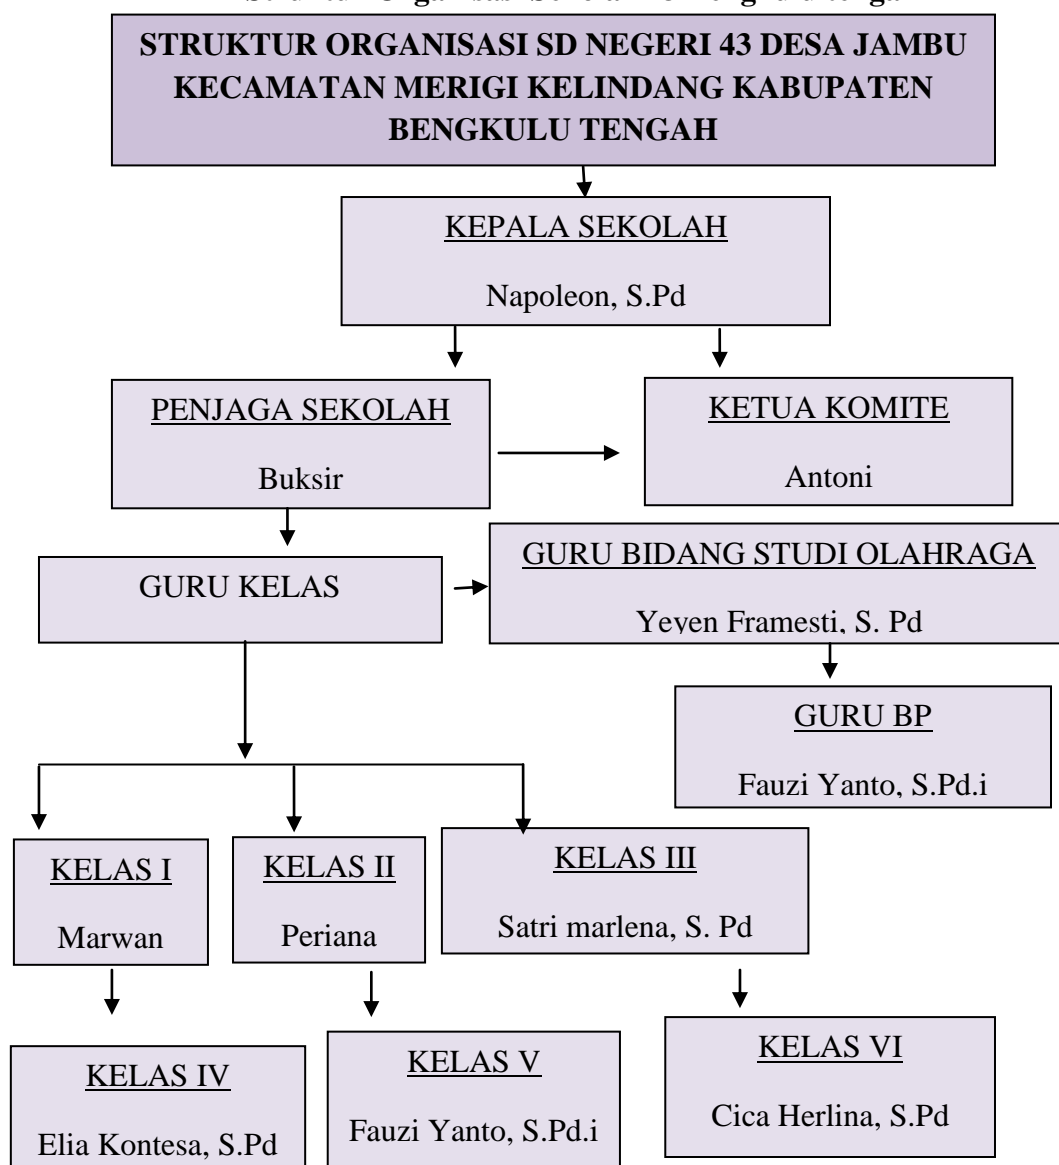 STRUKTUR ORGANISASI SD NEGERI 43 DESA JAMBU
KECAMATAN MERIGI KELINDANG KABUPATEN
BENGKULU TENGAH
KEPALA SEKOLAH
Napoleon, S.Pd
PENJAGA SEKOLAH
Buksir
KETUA KOMITE
Antoni
GURU KELAS
GURU BIDANG STUDI OLAHRAGA
Yeyen Framesti, S. Pd
GURU BP
Fauzi Yanto, S.Pd.i
KELAS I
Marwan
KELAS II
Periana
KELAS III
Satri marlena, S. Pd
KELAS IV
Elia Kontesa, S.Pd
KELAS V
Fauzi Yanto, S.Pd.i
KELAS VI
Cica Herlina, S.Pd